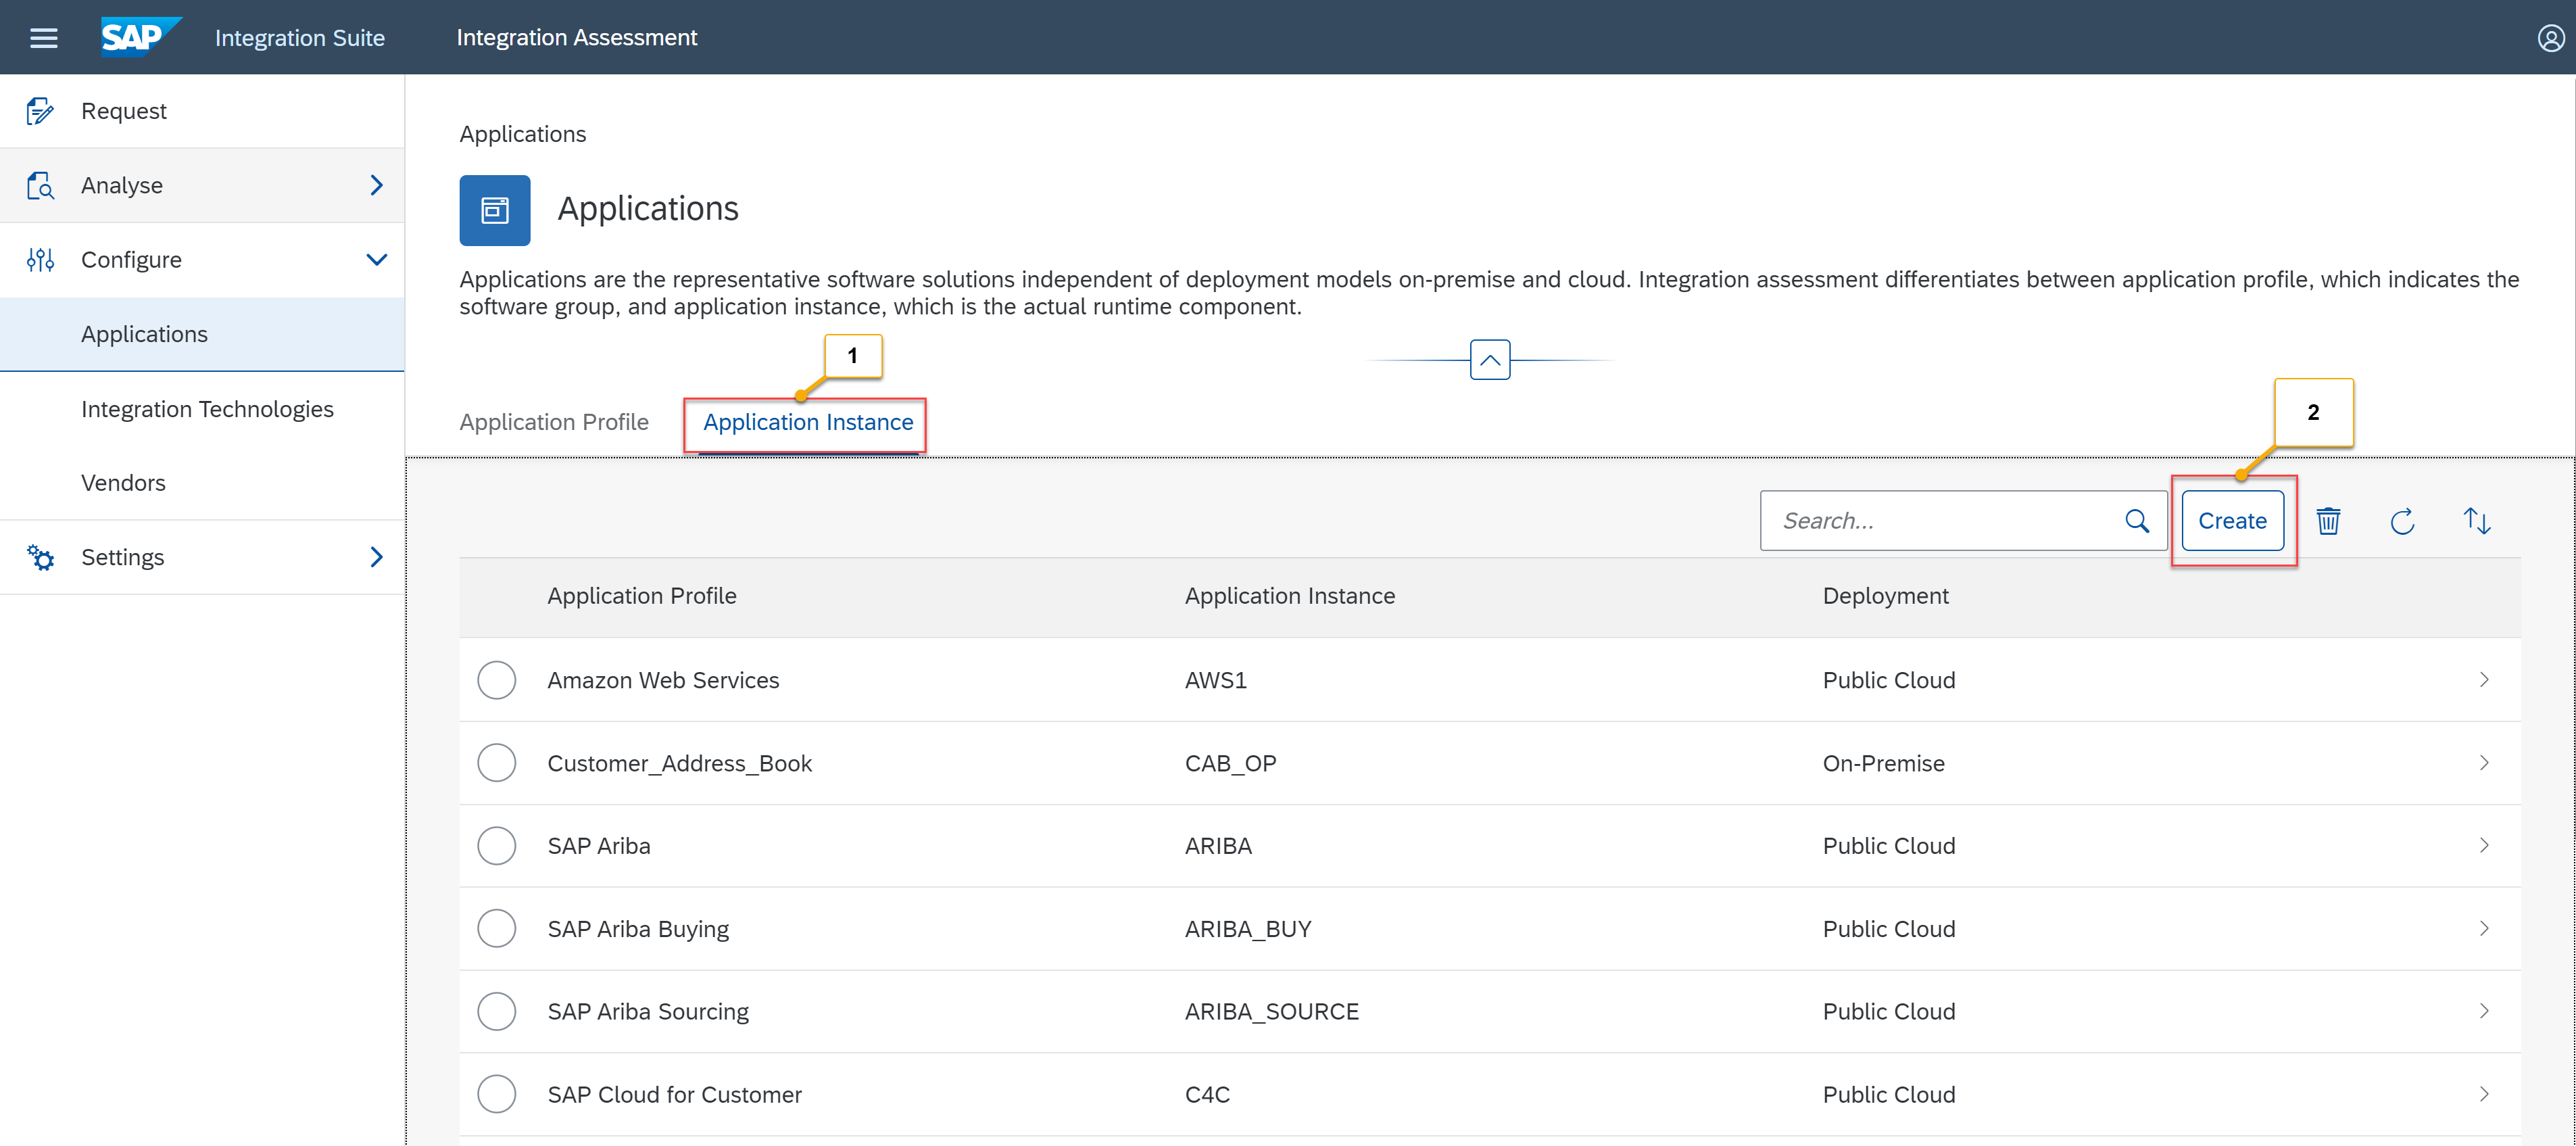 SAP Integration Suite Integration Assessment
Request
Analyse
Configure
Applications
Integration Technologies
Vendors
Settings
Applications
Applications
Applications are the representative software solutions independent of deployment models on-premise and cloud. Integration assessment differentiates between application profile, which indicates the
software group, and application instance, which is the actual runtime component.
1
Application Profile Application Instance
2
Search... Create
Application Profile Application Instance Deployment
Amazon Web Services AWS1 Public Cloud
Customer_Address_Book CAB_OP On-Premise
SAP Ariba ARIBA Public Cloud
SAP Ariba Buying ARIBA_BUY Public Cloud
SAP Ariba Sourcing ARIBA_SOURCE Public Cloud
SAP Cloud for Customer C4C Public Cloud